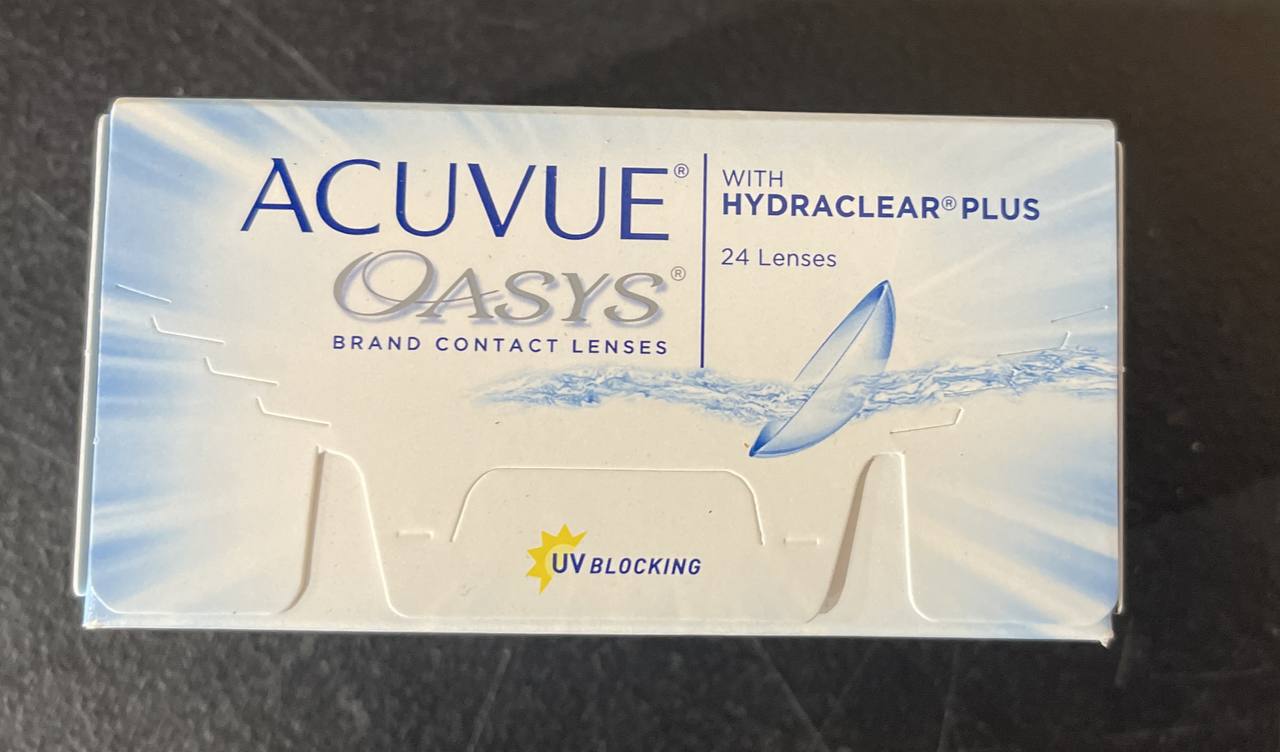 ACUVUE®
OASYS®
BRAND CONTACT LENSES
WITH
HYDRACLEAR® PLUS
24 Lenses
UV BLOCKING